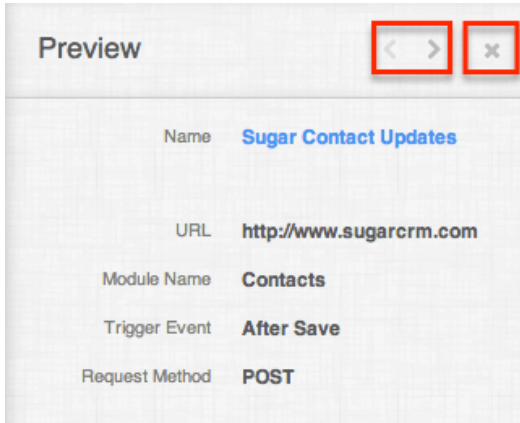 Preview
Name Sugar Contact Updates
URL http://www.sugarcrm.com
Module Name Contacts
Trigger Event After Save
Request Method POST